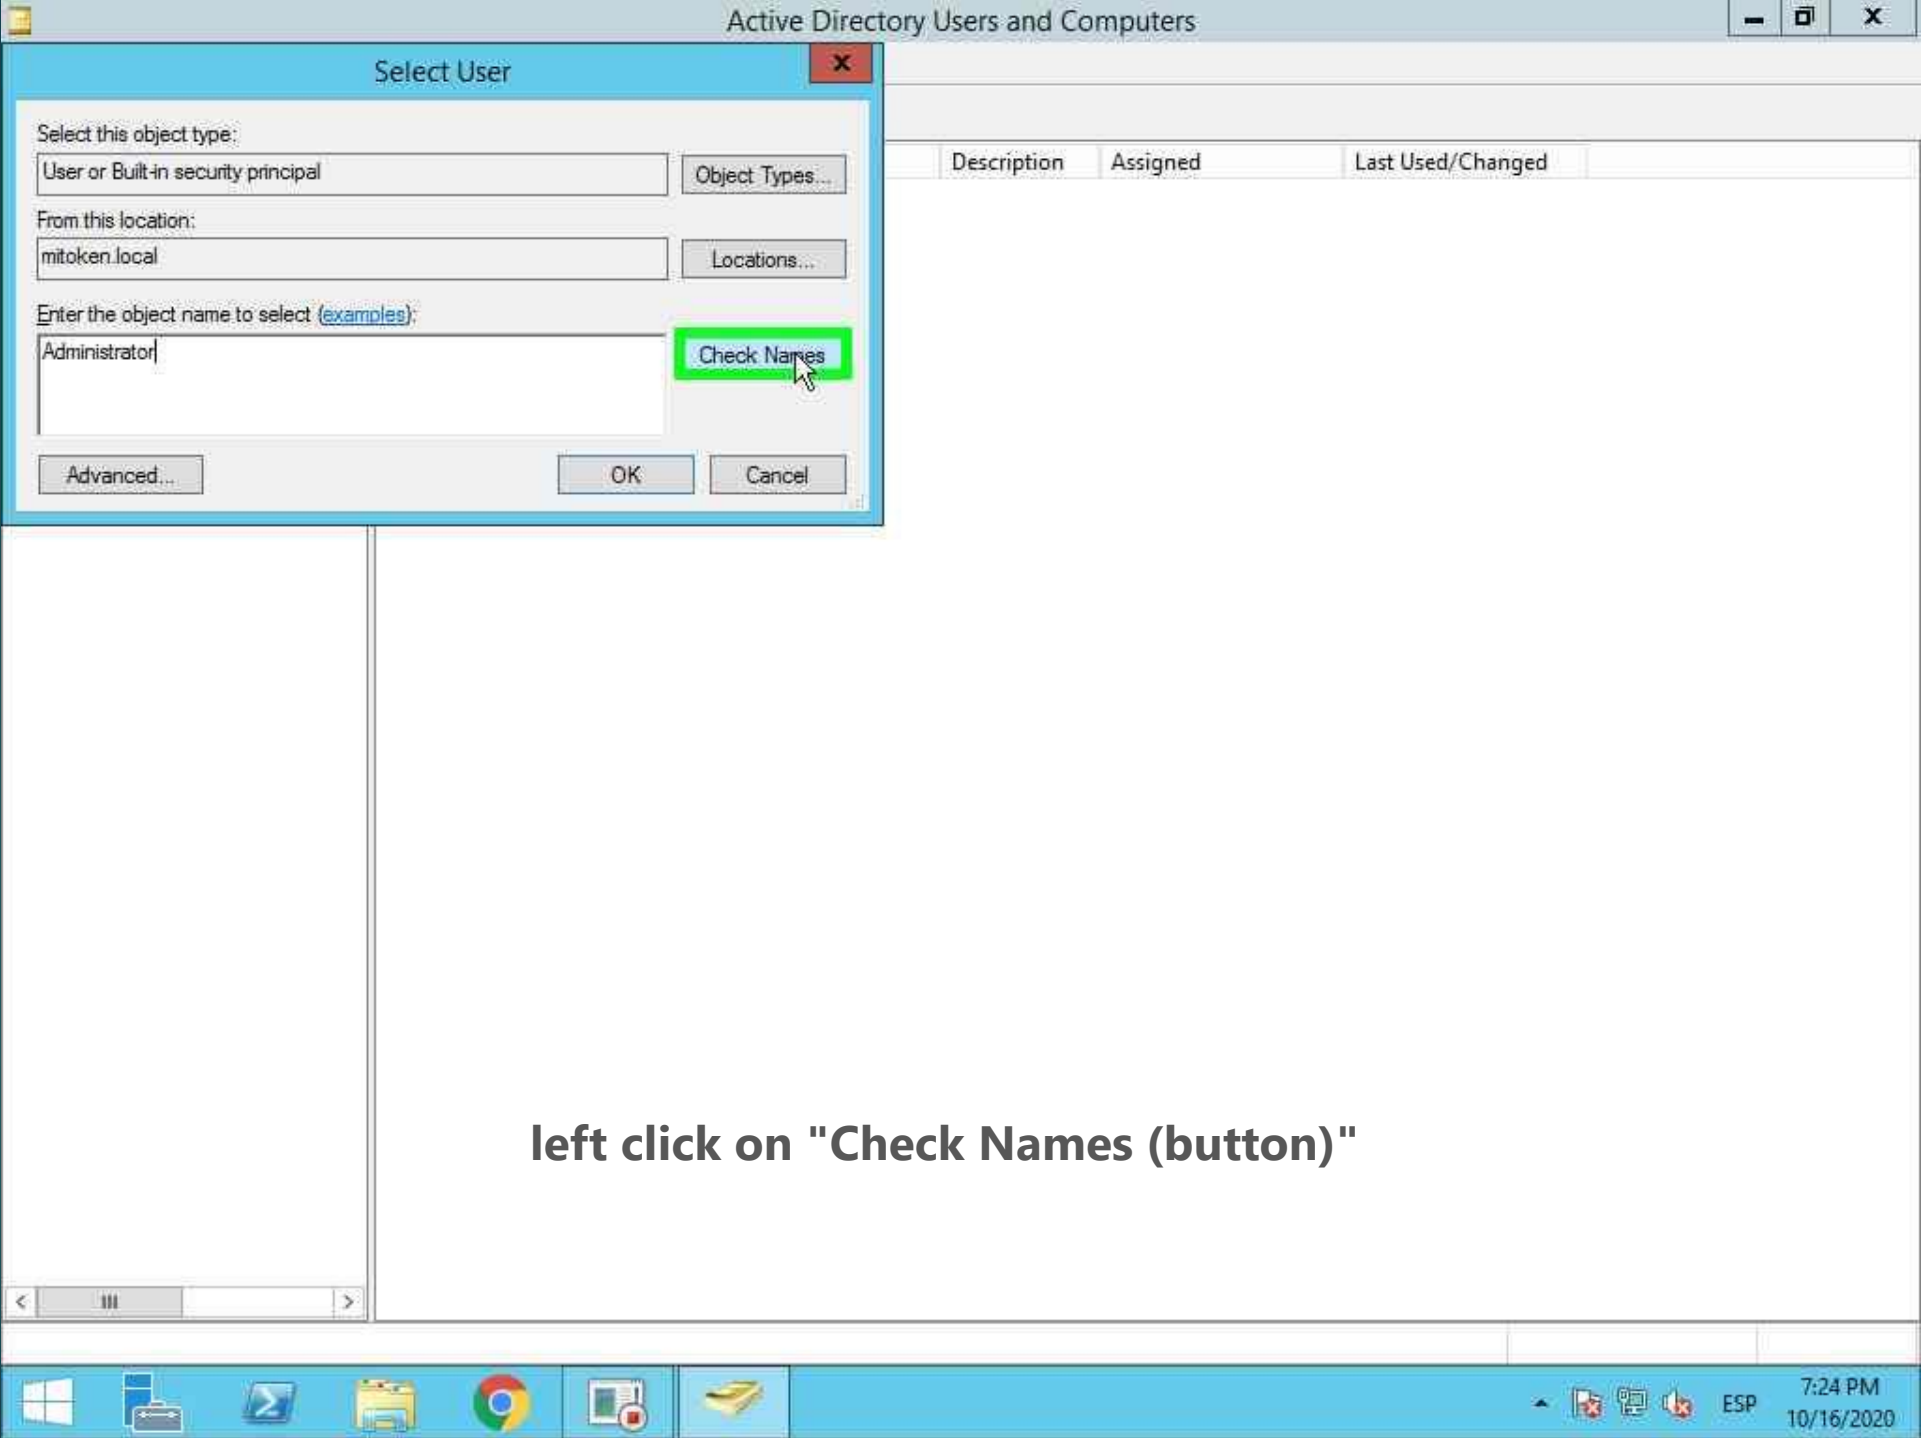 Active Directory Users and Computers
Select User
Select this object type:
User or Built-in security principal
Object Types...
From this location:
mitoken.local
Locations...
Enter the object name to select (examples):
Administrator
Check Names
Advanced...
OK
Cancel
Description
Assigned
Last Used/Changed
left click on "Check Names (button)"
ESP
7:24 PM
10/16/2020